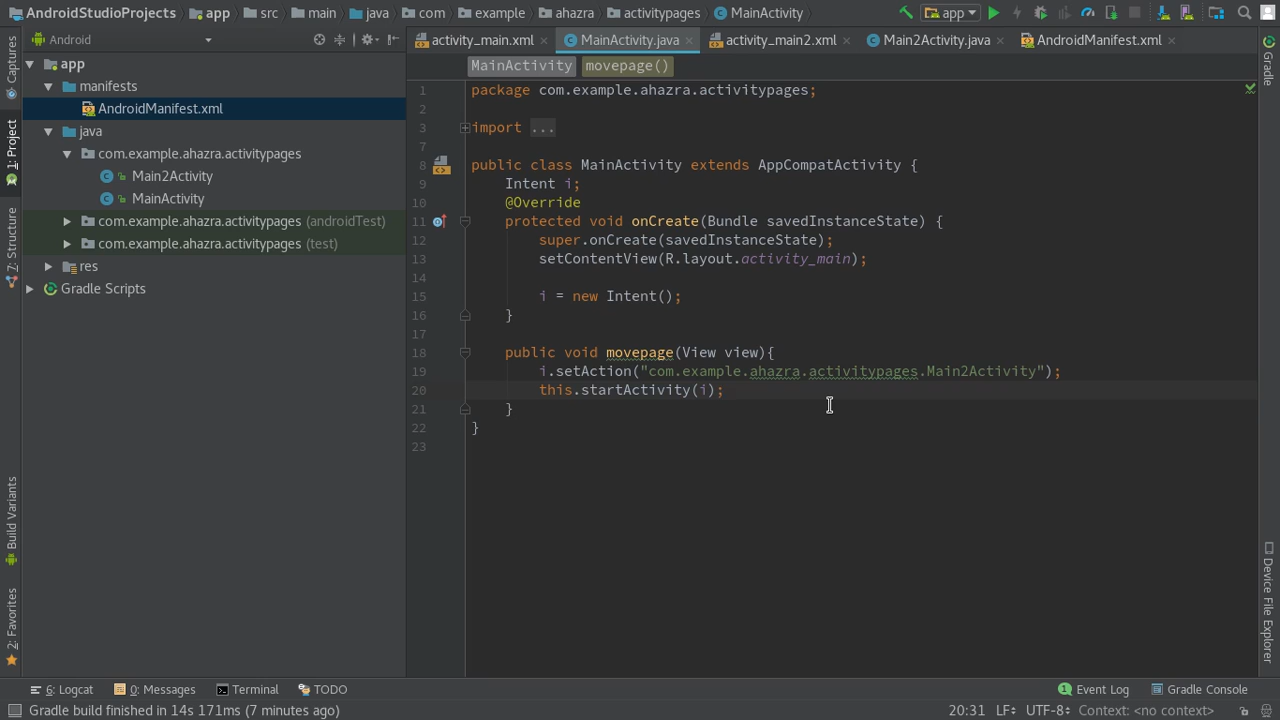 AndroidStudioProjects app src main java com example ahazra activitypages MainActivity app
Android
activity_main.xml MainActivity.java activity_main2.xml Main2Activity.java AndroidManifest.xml
MainActivity movepage()
Captures
1: Project
7: Structure
Build Variants
2: Favorites
app
manifests
AndroidManifest.xml
java
com.example.ahazra.activitypages
Main2Activity
MainActivity
com.example.ahazra.activitypages (androidTest)
com.example.ahazra.activitypages (test)
res
Gradle Scripts
1 package com.example.ahazra.activitypages;
2
3 import ...
7
8 public class MainActivity extends AppCompatActivity {
9 Intent i;
10 @Override
11 protected void onCreate(Bundle savedInstanceState) {
12 super.onCreate(savedInstanceState);
13 setContentView(R.layout.activity_main);
14
15 i = new Intent();
16 }
17
18 public void movepage(View view){
19 i.setAction("com.example.ahazra.activitypages.Main2Activity");
20 this.startActivity(i);
21 }
22 }
23
Gradle
Device File Explorer
6: Logcat 0: Messages Terminal TODO 1 Event Log Gradle Console
Gradle build finished in 14s 171ms (7 minutes ago) 20:31 LF UTF-8 Context: <no context>